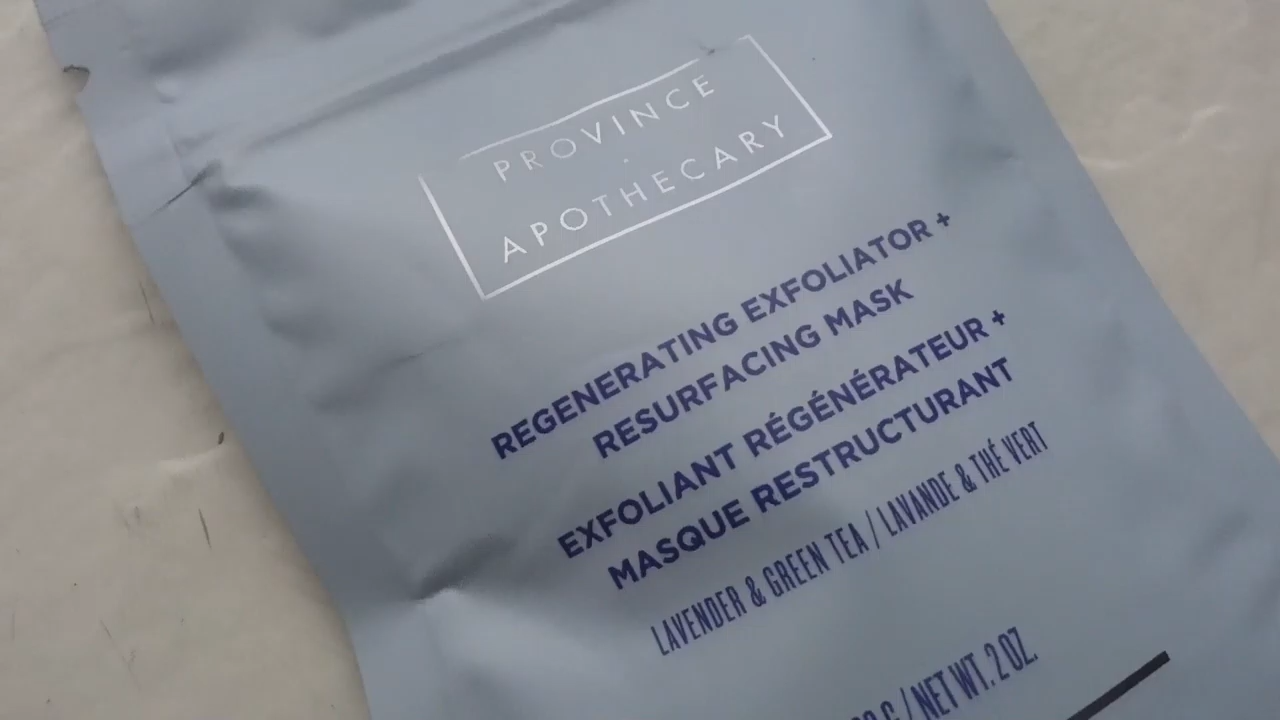 PROVINCE
APOTHECARY
REGENERATING EXFOLIATOR +
RESURFACING MASK
EXFOLIANT RÉGÉNÉRATEUR +
MASQUE RESTRUCTURANT
LAVENDER & GREEN TEA / LAVANDE & THÉ VERT
G / NET WT. 2 OZ.